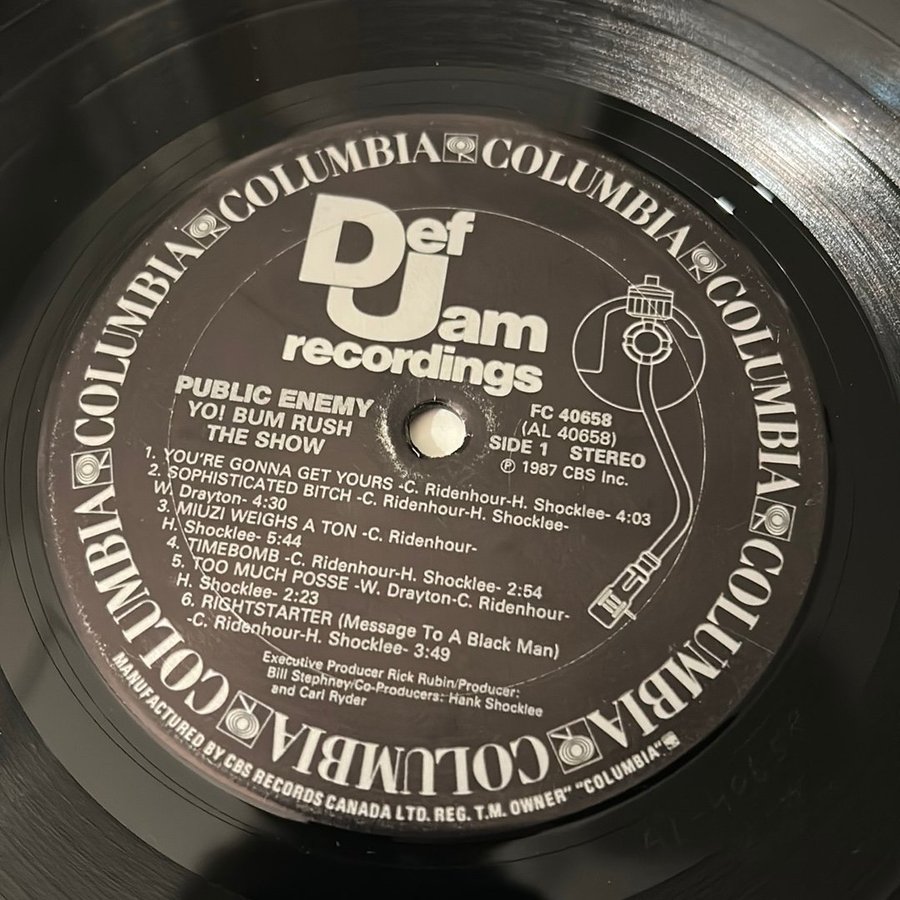 COLUMBIA COLUMBIA COLUMBIA COLUMBIA COLUMBIA COLUMBIA COLUMBIA COLUMBIA
Def
Jam
recordings
PUBLIC ENEMY
YO! BUM RUSH
THE SHOW
FC 40658
(AL 40658)
SIDE 1 STEREO
℗ 1987 CBS Inc.
1. YOU'RE GONNA GET YOURS -C. Ridenhour-H. Shocklee- 4:03
2. SOPHISTICATED BITCH -C. Ridenhour-H. Shocklee-
W. Drayton- 4:30
3. MIUZI WEIGHS A TON -C. Ridenhour-
H. Shocklee- 5:44
4. TIMEBOMB -C. Ridenhour-H. Shocklee- 2:54
5. TOO MUCH POSSE -W. Drayton-C. Ridenhour-
H. Shocklee- 2:23
6. RIGHTSTARTER (Message To A Black Man)
-C. Ridenhour-H. Shocklee- 3:49
Executive Producer Rick Rubin/Producer:
Bill Stephney/Co-Producers: Hank Shocklee
and Carl Ryder
MANUFACTURED BY CBS RECORDS CANADA LTD. REG. T.M. OWNER" "COLUMBIA"